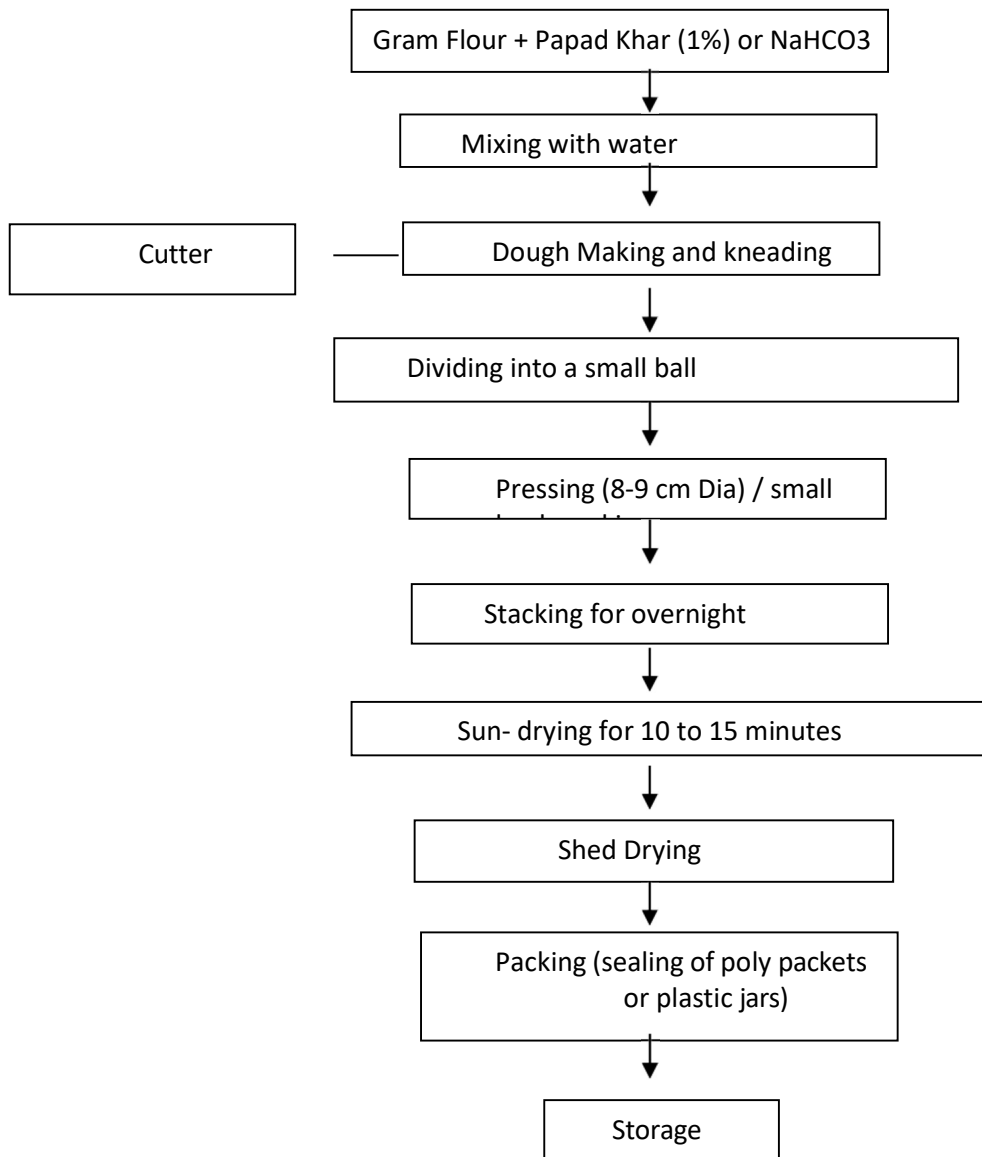 Gram Flour + Papad Khar (1%) or NaHCO3
Mixing with water
Cutter
Dough Making and kneading
Dividing into a small ball
Pressing (8-9 cm Dia) / small
Stacking for overnight
Sun- drying for 10 to 15 minutes
Shed Drying
Packing (sealing of poly packets
or plastic jars)
Storage